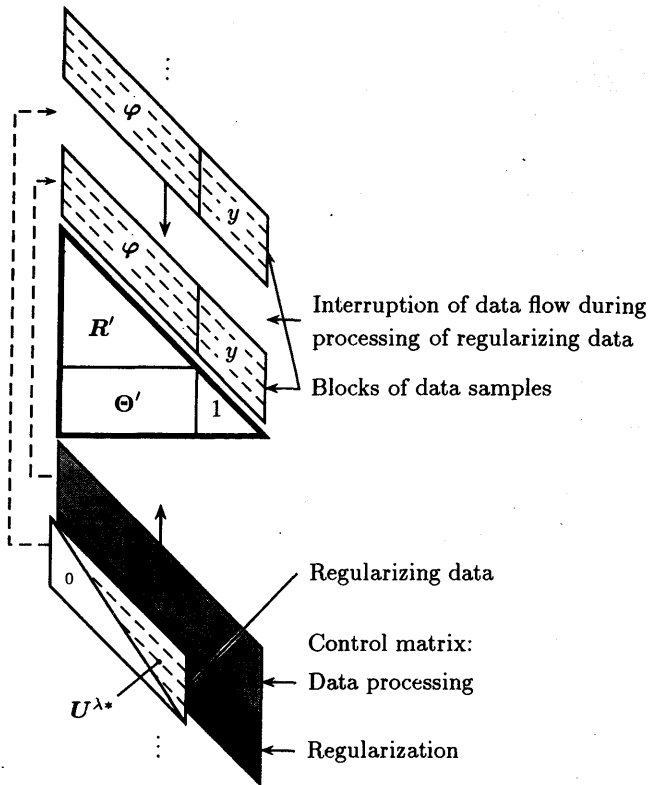 ⋮
φ
y
φ
y
Interruption of data flow during
processing of regularizing data
R′
Blocks of data samples
Θ′
1
Regularizing data
0
Control matrix:
Data processing
U^λ*
⋮
Regularization